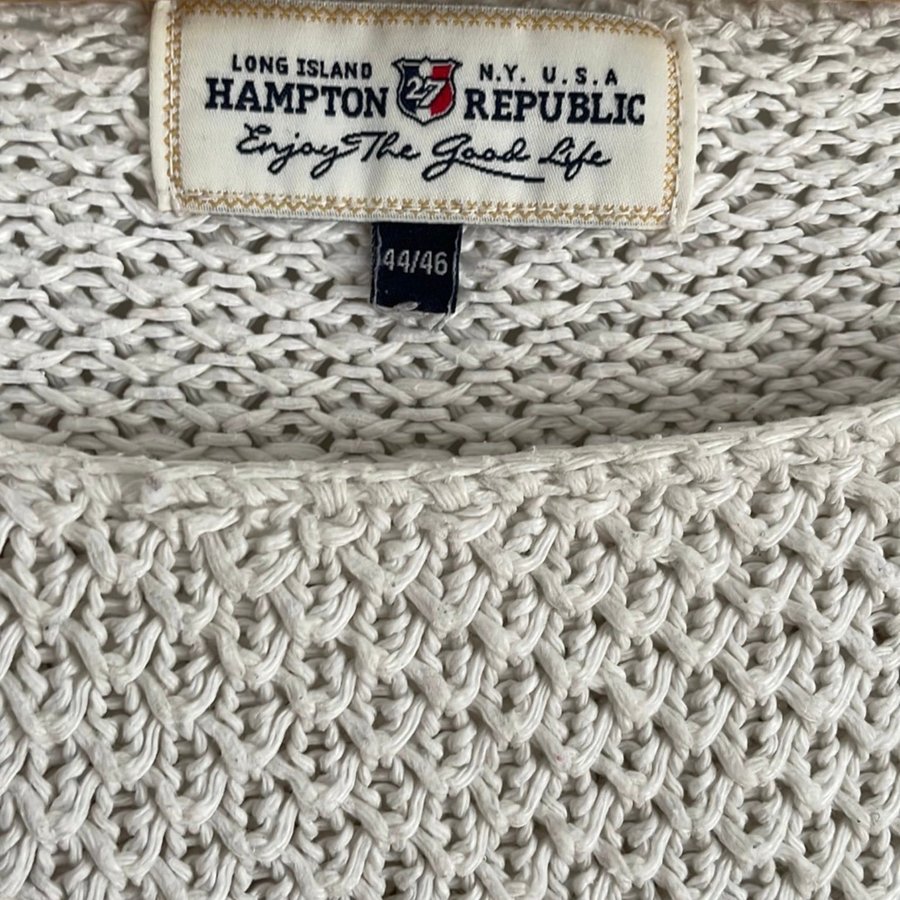 LONG ISLAND N.Y. U.S.A
HAMPTON 27 REPUBLIC
Enjoy The Good Life
44/46